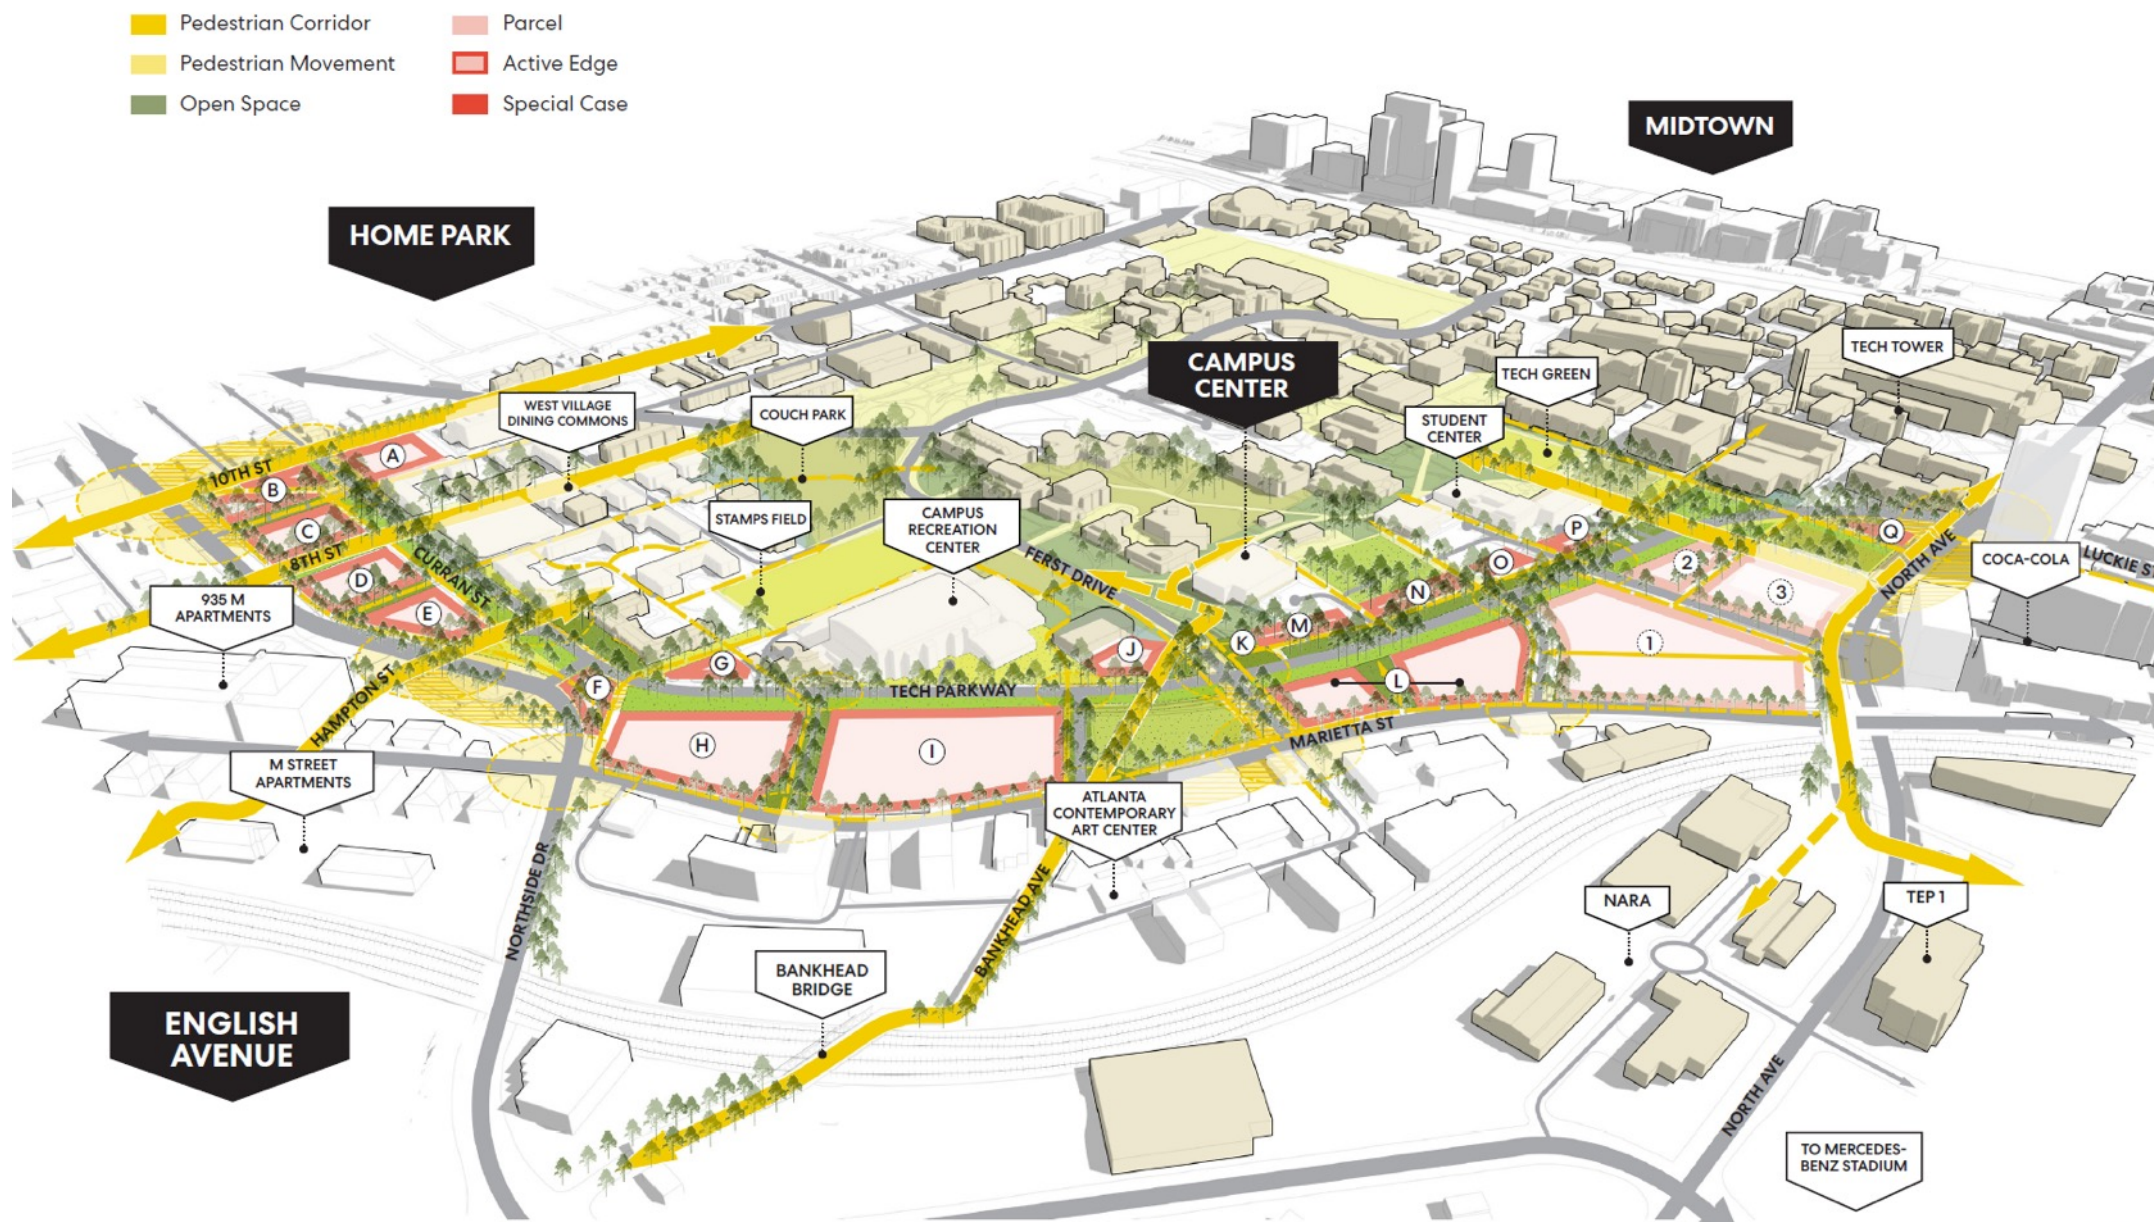 Pedestrian Corridor
Pedestrian Movement
Open Space
Parcel
Active Edge
Special Case
MIDTOWN
HOME PARK
CAMPUS
CENTER
TECH TOWER
TECH GREEN
STUDENT
CENTER
WEST VILLAGE
DINING COMMONS
COUCH PARK
STAMPS FIELD
CAMPUS
RECREATION
CENTER
10TH ST
A
B
C
8TH ST
CURRAN ST
D
E
935 M
APARTMENTS
FERST DRIVE
P
O
N
M
K
J
Q
2
3
1
NORTH AVE
LUCKIE ST
COCA-COLA
G
F
L
TECH PARKWAY
MARIETTA ST
HAMPTON ST
H
I
M STREET
APARTMENTS
ATLANTA
CONTEMPORARY
ART CENTER
NORTHSIDE DR
BANKHEAD AVE
BANKHEAD
BRIDGE
NARA
TEP 1
ENGLISH
AVENUE
NORTH AVE
TO MERCEDES-
BENZ STADIUM